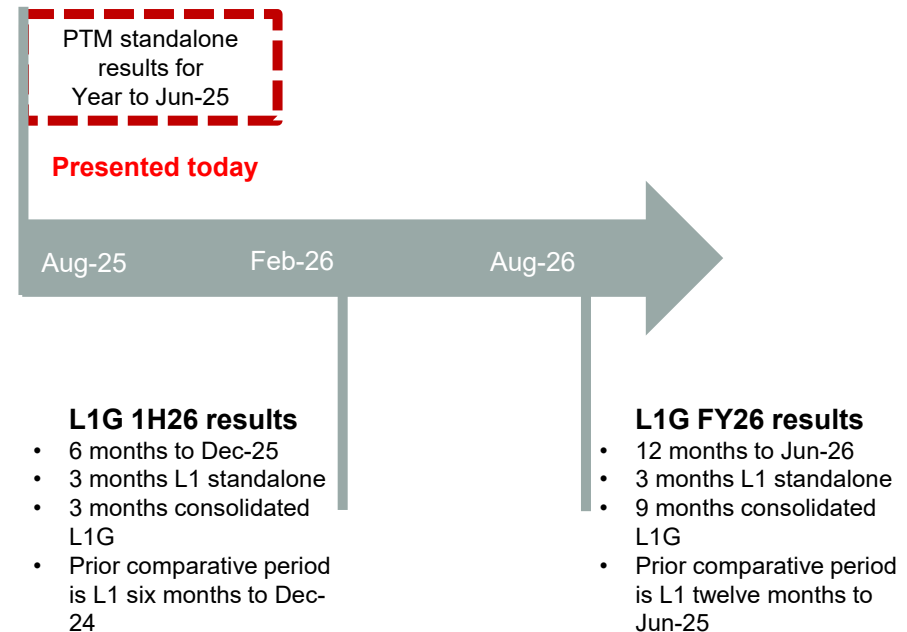 PTM standalone
results for
Year to Jun-25
Presented today
Aug-25
Feb-26
Aug-26
L1G 1H26 results
• 6 months to Dec-25
• 3 months L1 standalone
• 3 months consolidated
L1G
• Prior comparative period
is L1 six months to Dec-
24
L1G FY26 results
• 12 months to Jun-26
• 3 months L1 standalone
• 9 months consolidated
L1G
• Prior comparative period
is L1 twelve months to
Jun-25